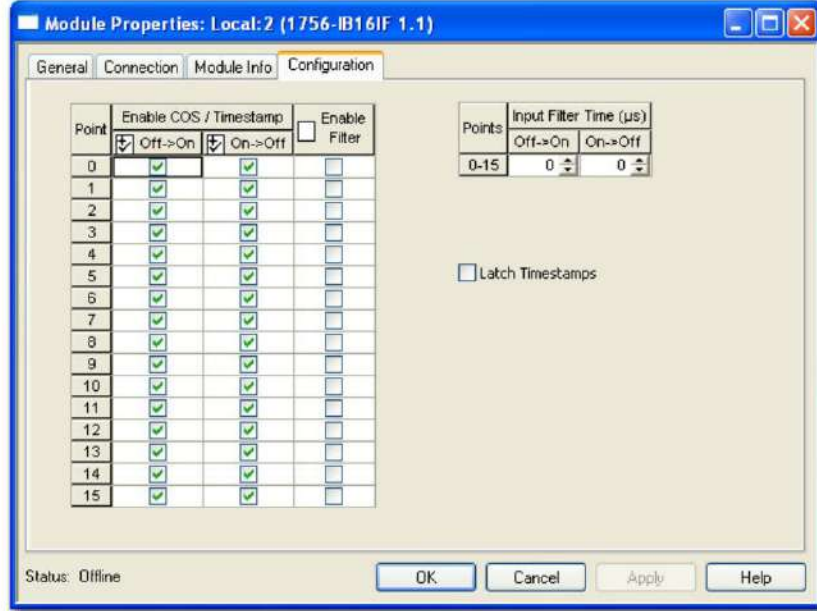 Module Properties: Local:2 (1756-IB16IF 1.1)
General Connection Module Info Configuration
Point Enable COS / Timestamp Enable Filter
Off->On On->Off
0
1
2
3
4
5
6
7
8
9
10
11
12
13
14
15
Points Input Filter Time (µs)
Off->On On->Off
0-15 0 0
Latch Timestamps
Status: Offline OK Cancel Apply Help